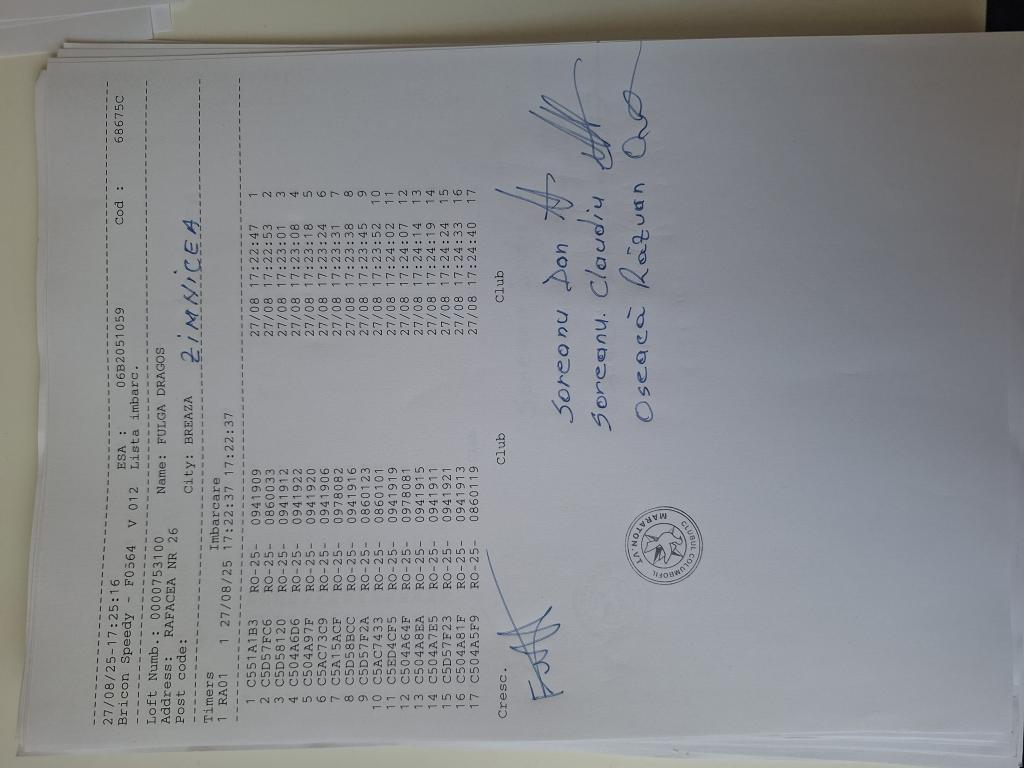 27/08/25-17:25:16
Bricon Speedy - F0364 V 012 ESA : 06B2051059 Cod : 68675C
Lista imbarc.
Loft Numb.: 0000753100 Name: FULGA DRAGOS
Address: RAFACEA NR 26
Post code: City: BREAZA ZIMNICEA
Timers Imbarcare
1 RA01 1 27/08/25 17:22:37 17:22:37
1 C551A1B3 RO-25- 0941909 27/08 17:22:47 1
2 C5D57FC6 RO-25- 0860033 27/08 17:22:53 2
3 C5D58120 RO-25- 0941912 27/08 17:23:01 3
4 C504A6D6 RO-25- 0941922 27/08 17:23:08 4
5 C504A97F RO-25- 0941920 27/08 17:23:16 5
6 C5AC73C9 RO-25- 0941906 27/08 17:23:24 6
7 C5A15ACF RO-25- 0978082 27/08 17:23:31 7
8 C5D58BCC RO-25- 0941916 27/08 17:23:38 8
9 C5D57F2A RO-25- 0860123 27/08 17:23:45 9
10 C5AC7433 RO-25- 0860101 27/08 17:23:52 10
11 C5ED4CF5 RO-25- 0941919 27/08 17:24:02 11
12 C504A64F RO-25- 0978081 27/08 17:24:07 12
13 C504A8EA RO-25- 0941915 27/08 17:24:14 13
14 C504A7E5 RO-25- 0941911 27/08 17:24:19 14
15 C5D57F23 RO-25- 0941921 27/08 17:24:24 15
16 C504A81F RO-25- 0941913 27/08 17:24:33 16
17 C504A5F9 RO-25- 0860119 27/08 17:24:40 17
Cresc. Club Club
Soreanu Dan
Soreanu. Claudiu
Oseacă Răzvan
CLUBUL COLUMBOFIL
MARATON V.P.